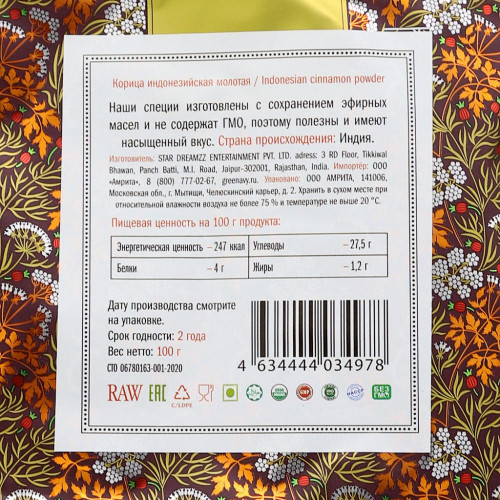 Корица индонезийская молотая / Indonesian cinnamon powder
Наши специи изготовлены с сохранением эфирных
масел и не содержат ГМО, поэтому полезны и имеют
насыщенный вкус. Страна происхождения: Индия.
Изготовитель: STAR DREAMZZ ENTERTAINMENT PVT. LTD. adress: 3 RD Floor, Tikkiwal
Bhawan, Panch Batti, M.I. Road, Jaipur-302001, Rajasthan, India. Импортёр: ООО
«Амрита», 8 (800) 777-02-67, greenavy.ru. Упаковано: ООО АМРИТА, 141006,
Московская обл., г. Мытищи, Челюскинский карьер, д. 2. Хранить в сухом месте при
относительной влажности воздуха не более 75 % и температуре не выше 20 °C.
Пищевая ценность на 100 г продукта:
Энергетическая ценность – 247 ккал
Углеводы – 27,5 г
Белки – 4 г
Жиры – 1,2 г
Дату производства смотрите
на упаковке.
Срок годности: 2 года
Вес нетто: 100 г
СТО 06780163-001-2020
4 634444 034978
RAW EAC
C/LDPE
GMP
HACCP
БЕЗ
ГМО